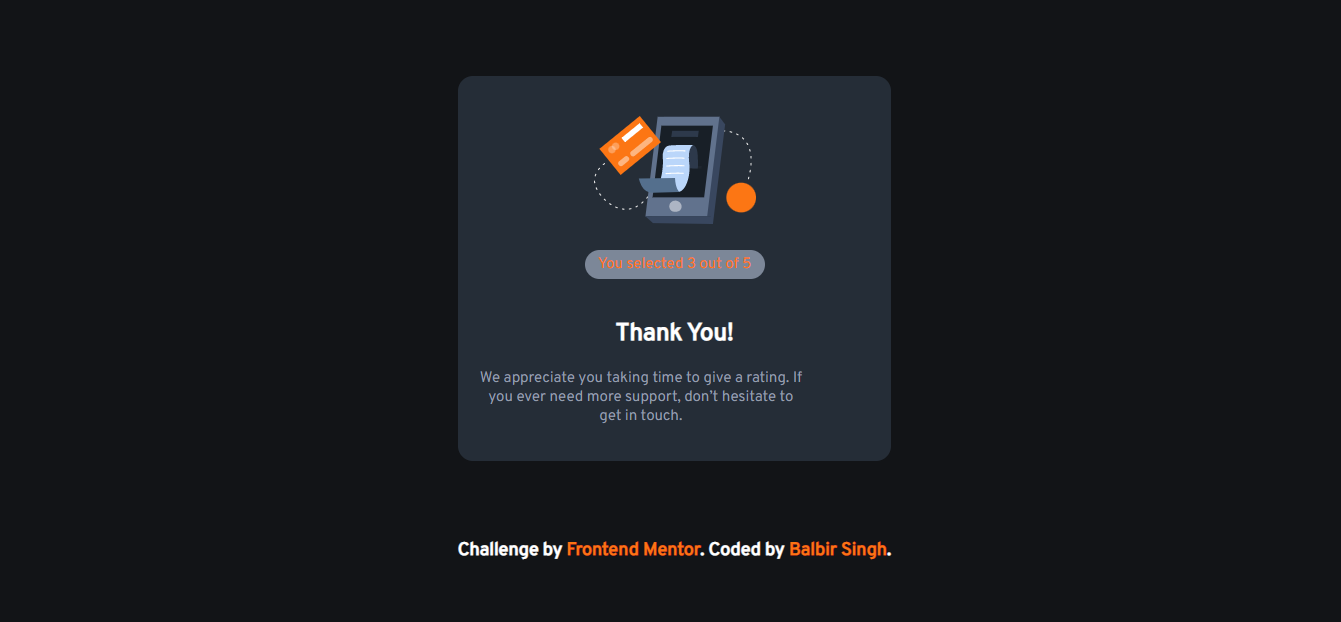 You selected 3 out of 5
Thank You!
We appreciate you taking time to give a rating. If
you ever need more support, don’t hesitate to
get in touch.
Challenge by Frontend Mentor. Coded by Balbir Singh.